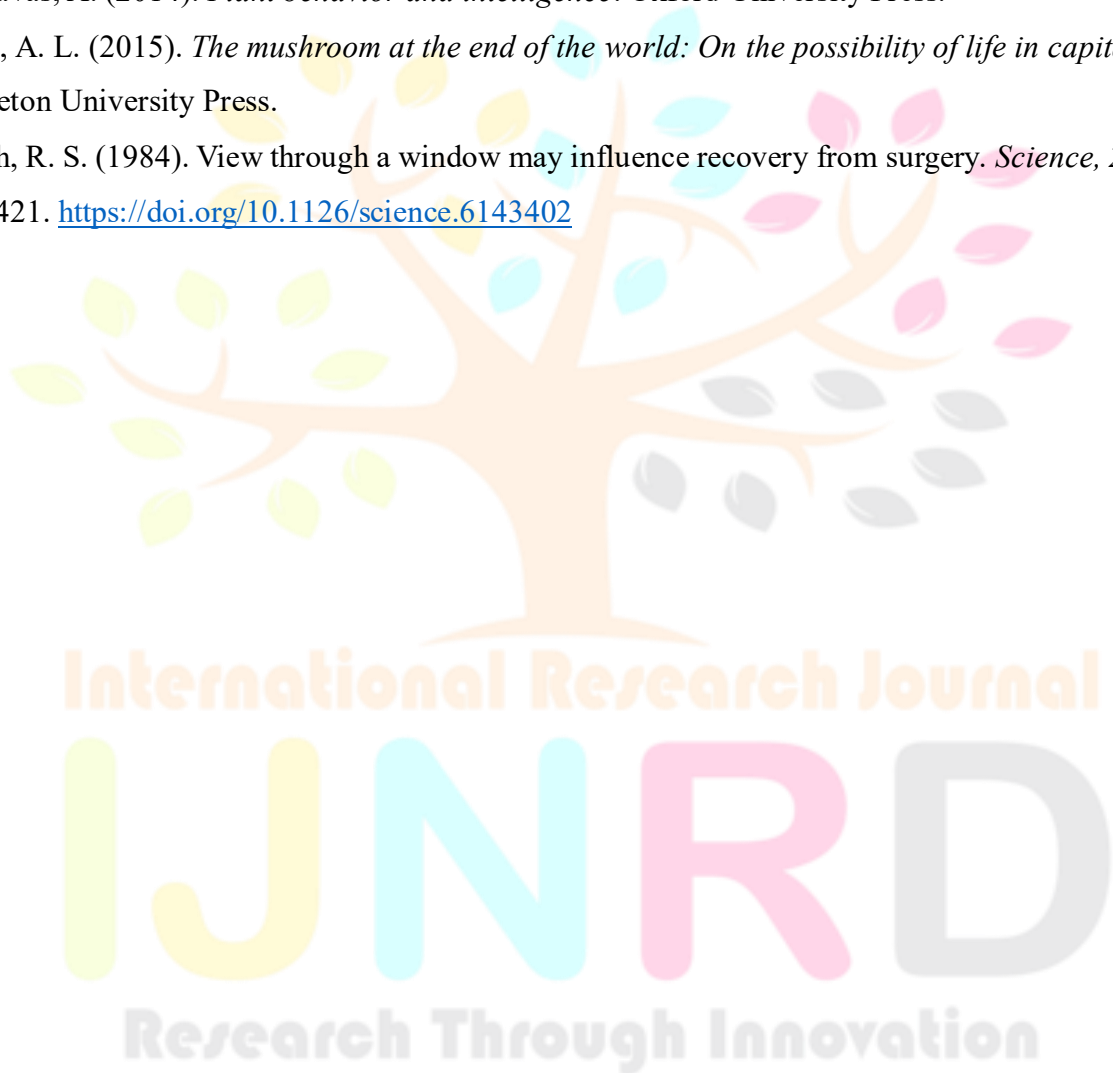 , A. L. (2015). The mushroom at the end of the world: On the possibility of life in capit
eton University Press.
h, R. S. (1984). View through a window may influence recovery from surgery. Science,
421. https://doi.org/10.1126/science.6143402
International Research Journal
IJNRD
Research Through Innovation